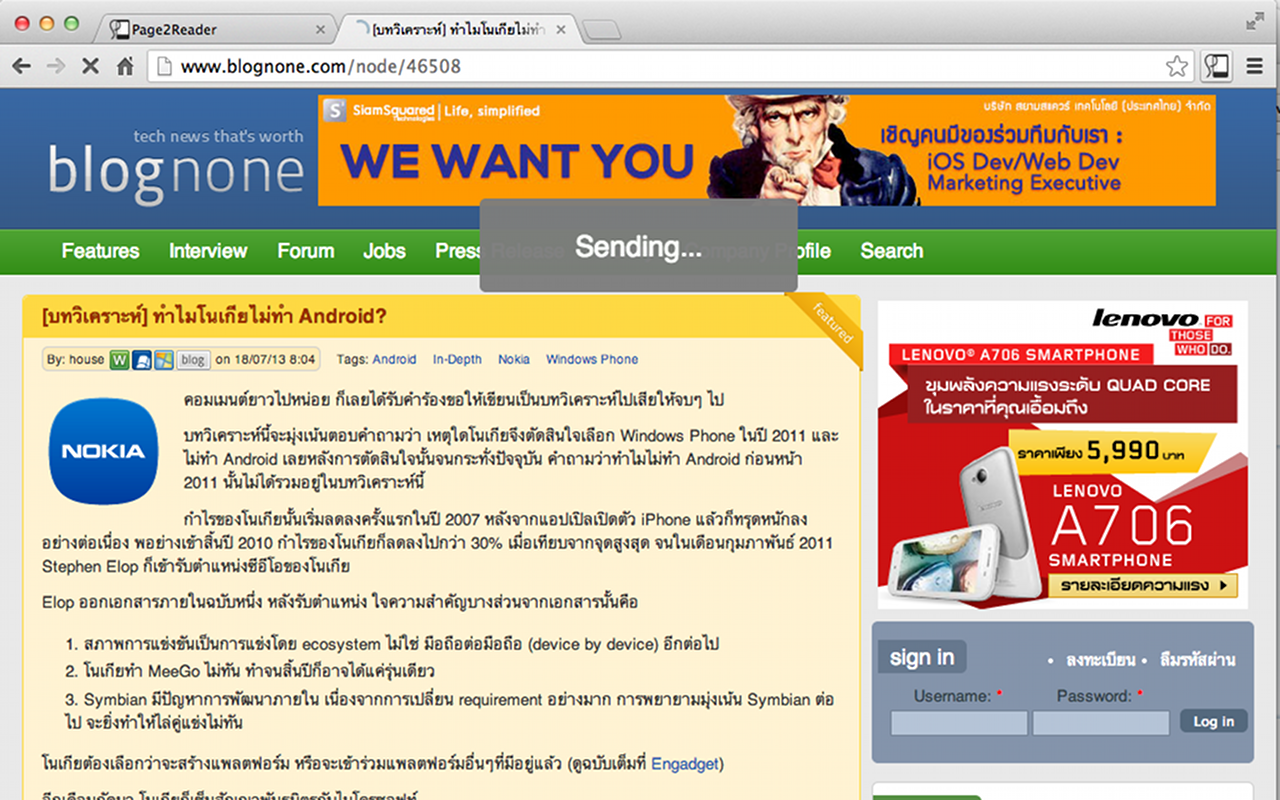 Page2Reader
[บทวิเคราะห์] ทำไมโนเกียไม่ทำ
www.blognone.com/node/46508
tech news that's worth
blognone
SiamSquared Technologies | Life, simplified
บริษัท สยามสแควร์ เทคโนโลยี (ประเทศไทย) จำกัด
WE WANT YOU
เชิญคนมีของร่วมทีมกับเรา :
iOS Dev/Web Dev
Marketing Executive
Features Interview Forum Jobs Press Release Company Profile Search
Sending...
[บทวิเคราะห์] ทำไมโนเกียไม่ทำ Android?
featured
By: house W blog on 18/07/13 8:04 Tags: Android In-Depth Nokia Windows Phone
NOKIA
คอมเมนต์ยาวไปหน่อย ก็เลยได้รับคำร้องขอให้เขียนเป็นบทวิเคราะห์ไปเสียให้จบๆ ไป
บทวิเคราะห์นี้จะมุ่งเน้นตอบคำถามว่า เหตุใดโนเกียจึงตัดสินใจเลือก Windows Phone ในปี 2011 และ
ไม่ทำ Android เลยหลังการตัดสินใจนั้นจนกระทั่งปัจจุบัน คำถามว่าทำไมไม่ทำ Android ก่อนหน้า
2011 นั้นไม่ได้รวมอยู่ในบทวิเคราะห์นี้
กำไรของโนเกียนั้นเริ่มลดลงครั้งแรกในปี 2007 หลังจากแอปเปิลเปิดตัว iPhone แล้วก็ทรุดหนักลง
อย่างต่อเนื่อง พอย่างเข้าสิ้นปี 2010 กำไรของโนเกียก็ลดลงไปกว่า 30% เมื่อเทียบจากจุดสูงสุด จนในเดือนกุมภาพันธ์ 2011
Stephen Elop ก็เข้ารับตำแหน่งซีอีโอของโนเกีย
Elop ออกเอกสารภายในฉบับหนึ่ง หลังรับตำแหน่ง ใจความสำคัญบางส่วนจากเอกสารนั้นคือ
1. สภาพการแข่งขันเป็นการแข่งโดย ecosystem ไม่ใช่ มือถือต่อมือถือ (device by device) อีกต่อไป
2. โนเกียทำ MeeGo ไม่ทัน ทำจนสิ้นปีก็อาจได้แค่รุ่นเดียว
3. Symbian มีปัญหาการพัฒนาภายใน เนื่องจากการเปลี่ยน requirement อย่างมาก การพยายามมุ่งเน้น Symbian ต่อ
ไป จะยิ่งทำให้ไล่คู่แข่งไม่ทัน
โนเกียต้องเลือกว่าจะสร้างแพลตฟอร์ม หรือจะเข้าร่วมแพลตฟอร์มอื่นๆที่มีอยู่แล้ว (ดูฉบับเต็มที่ Engadget)
lenovo FOR
THOSE
WHO DO.
LENOVO® A706 SMARTPHONE
ขุมพลังความแรงระดับ QUAD CORE
ในราคาที่คุณเอื้อมถึง
ราคาเพียง 5,990 บาท
LENOVO
A706
SMARTPHONE
รายละเอียดความแรง
sign in
• ลงทะเบียน • ลืมรหัสผ่าน
Username: * Password: *
Log in